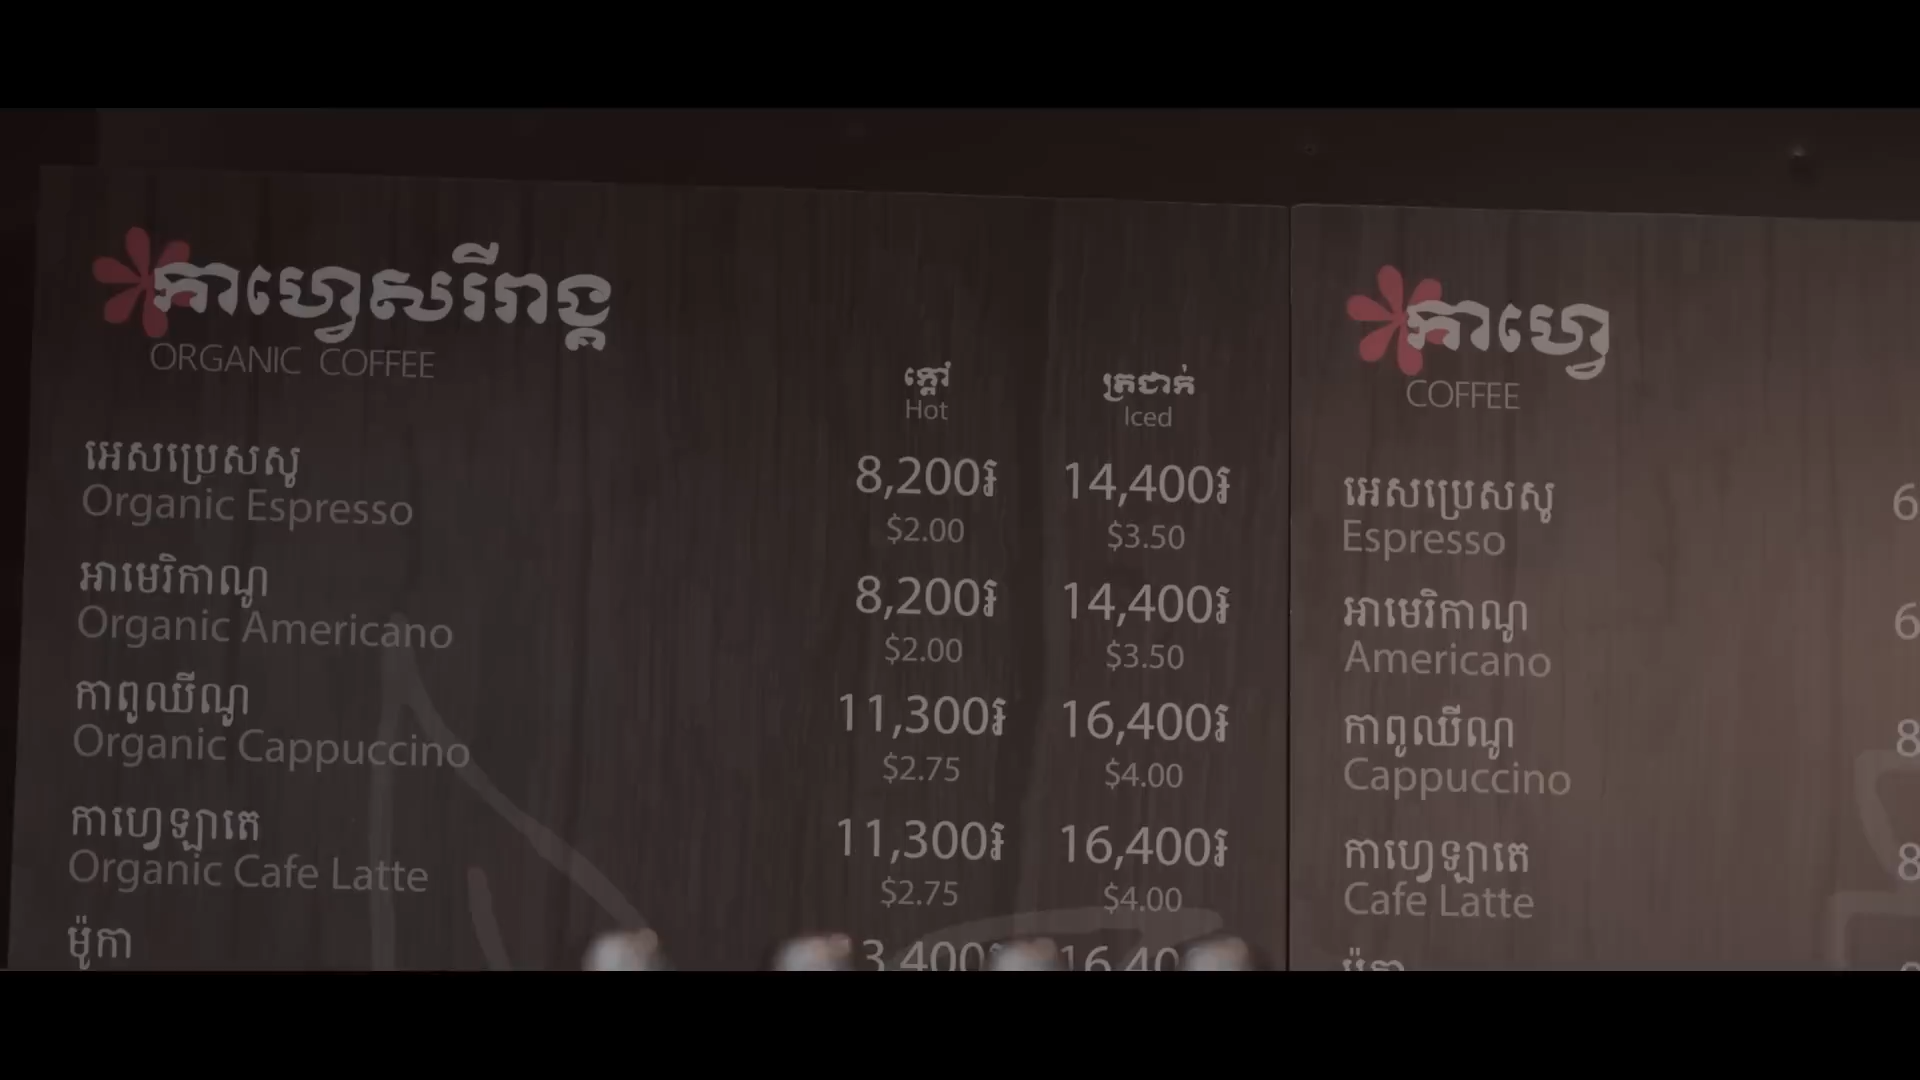 កាហ្វេសរីរាង្គ
ORGANIC COFFEE
ក្ដៅ
Hot
ត្រជាក់
Iced
អេសប្រេសសូ
Organic Espresso
8,200៛ 14,400៛
$2.00 $3.50
អាមេរិកាណូ
Organic Americano
8,200៛ 14,400៛
$2.00 $3.50
កាពូឈីណូ
Organic Cappuccino
11,300៛ 16,400៛
$2.75 $4.00
កាហ្វេឡាតេ
Organic Cafe Latte
11,300៛ 16,400៛
$2.75 $4.00
ម៉ូកា
កាហ្វេ
COFFEE
អេសប្រេសសូ
Espresso
6
អាមេរិកាណូ
Americano
6
កាពូឈីណូ
Cappuccino
8
កាហ្វេឡាតេ
Cafe Latte
8